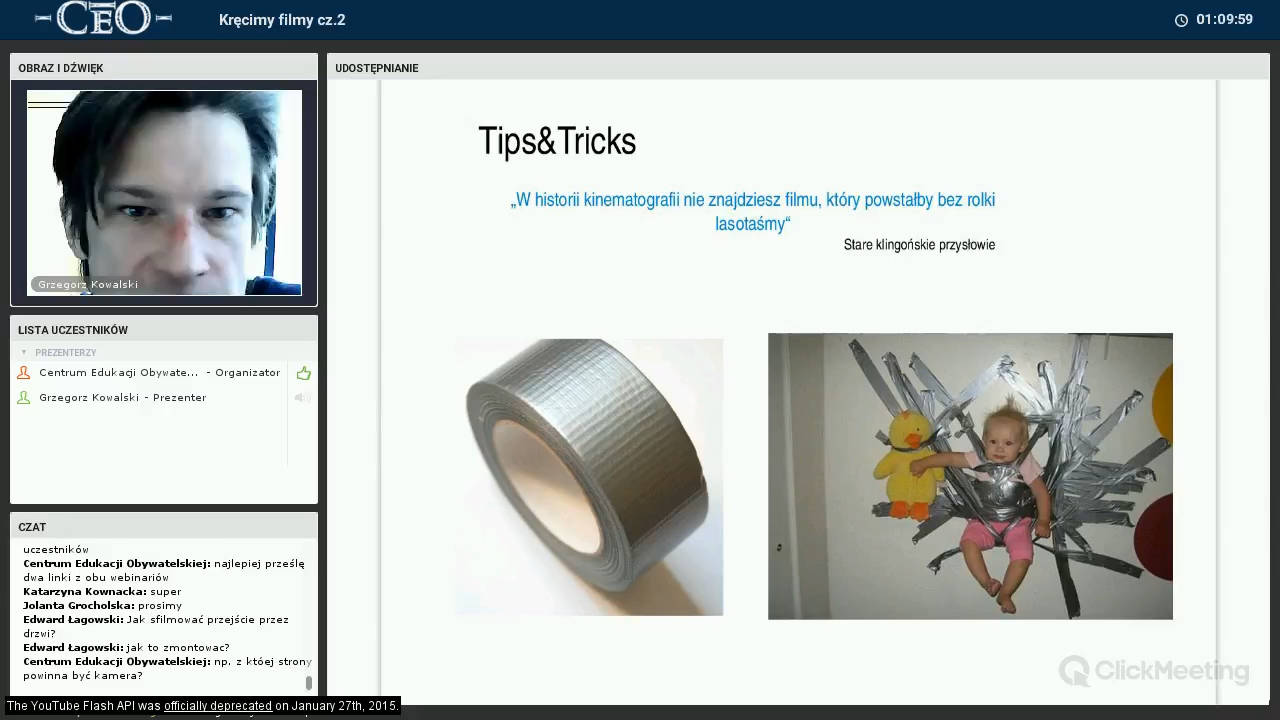 CEO
Kręcimy filmy cz.2
01:09:59
OBRAZ I DŹWIĘK
Grzegorz Kowalski
LISTA UCZESTNIKÓW
PREZENTERZY
Centrum Edukacji Obywate... - Organizator
Grzegorz Kowalski - Prezenter
CZAT
uczestników
Centrum Edukacji Obywatelskiej: najlepiej prześlę
dwa linki z obu webinariów
Katarzyna Kownacka: super
Jolanta Grocholska: prosimy
Edward Łagowski: Jak sfilmować przejście przez
drzwi?
Edward Łagowski: jak to zmontowac?
Centrum Edukacji Obywatelskiej: np. z któej strony
powinna być kamera?
The YouTube Flash API was officially deprecated on January 27th, 2015.
UDOSTĘPNIANIE
Tips&Tricks
„W historii kinematografii nie znajdziesz filmu, który powstałby bez rolki
lasotaśmy“
Stare klingońskie przysłowie
ClickMeeting